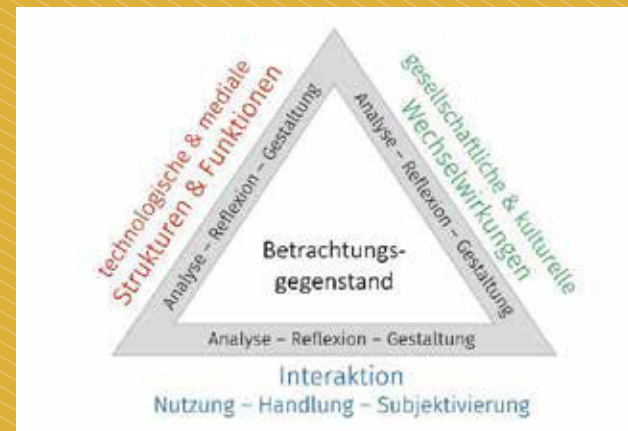 technologische & mediale
Strukturen & Funktionen
Analyse – Reflexion – Gestaltung
gesellschaftliche & kulturelle
Wechselwirkungen
Analyse – Reflexion – Gestaltung
Betrachtungs-
gegenstand
Analyse – Reflexion – Gestaltung
Interaktion
Nutzung – Handlung – Subjektivierung